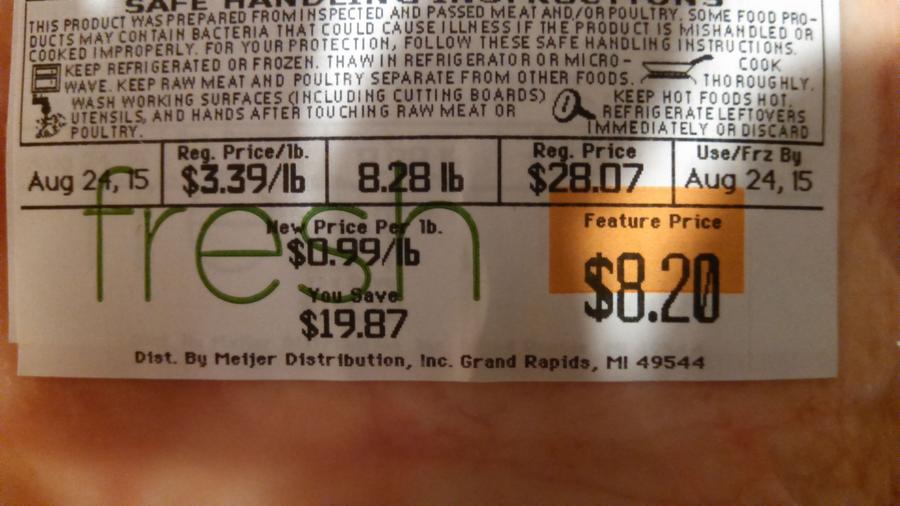 SAFE HANDLING INSTRUCTIONS
THIS PRODUCT WAS PREPARED FROM INSPECTED AND PASSED MEAT AND/OR POULTRY. SOME FOOD PRO-
DUCTS MAY CONTAIN BACTERIA THAT COULD CAUSE ILLNESS IF THE PRODUCT IS MISHANDLED OR
COOKED IMPROPERLY. FOR YOUR PROTECTION, FOLLOW THESE SAFE HANDLING INSTRUCTIONS.
KEEP REFRIGERATED OR FROZEN. THAW IN REFRIGERATOR OR MICRO-
WAVE. KEEP RAW MEAT AND POULTRY SEPARATE FROM OTHER FOODS.
COOK
THOROUGHLY.
WASH WORKING SURFACES (INCLUDING CUTTING BOARDS)
UTENSILS, AND HANDS AFTER TOUCHING RAW MEAT OR
POULTRY.
KEEP HOT FOODS HOT.
REFRIGERATE LEFTOVERS
IMMEDIATELY OR DISCARD
Aug 24, 15
Reg. Price/lb.
$3.39/lb
8.28 lb
Reg. Price
$28.07
Use/Frz By
Aug 24, 15
fresh
New Price Per lb.
$0.99/lb
You Save
$19.87
Feature Price
$8.20
Dist. By Meijer Distribution, Inc. Grand Rapids, MI 49544